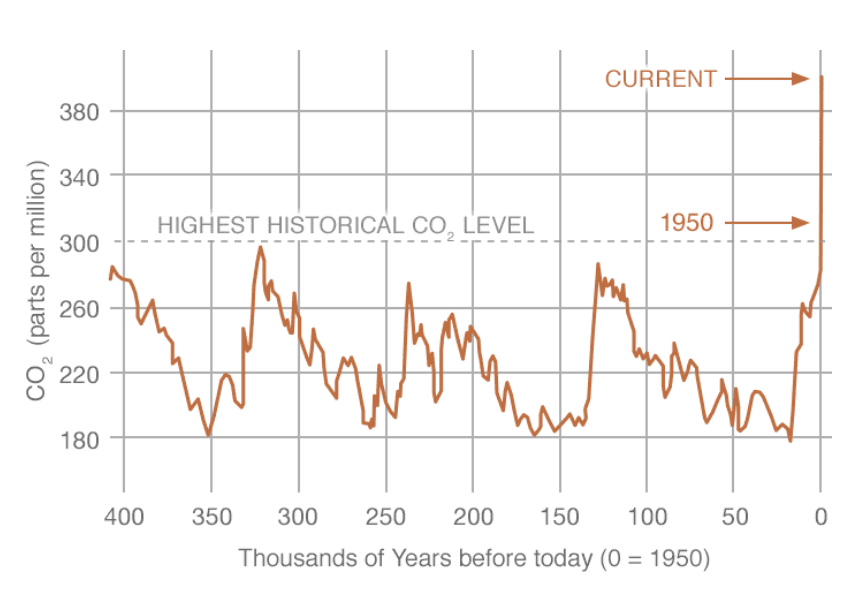 CURRENT
380
340
HIGHEST HISTORICAL CO₂ LEVEL
1950
300
260
220
180
CO₂ (parts per million)
400 350 300 250 200 150 100 50 0
Thousands of Years before today (0 = 1950)